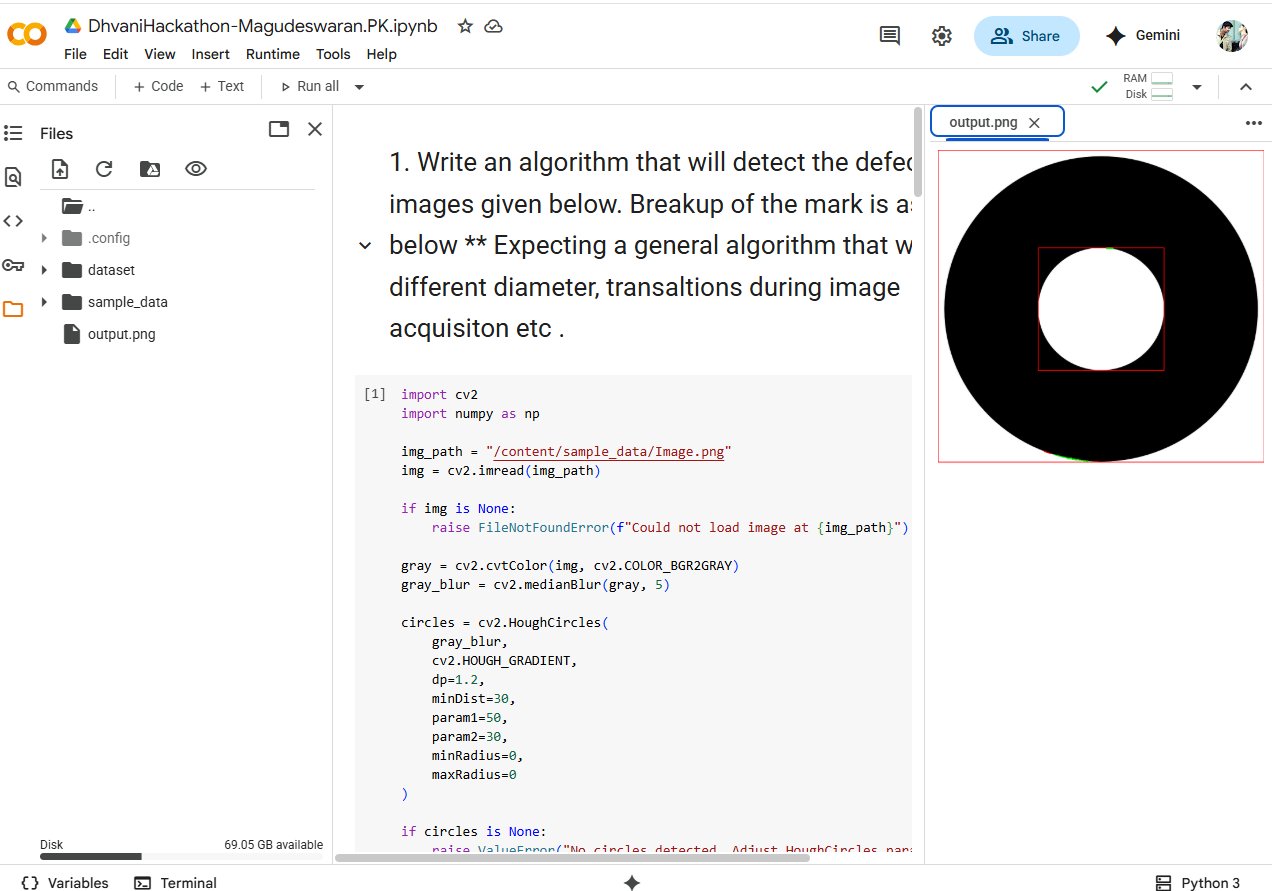 DhvaniHackathon-Magudeswaran.PK.ipynb
File Edit View Insert Runtime Tools Help
Share
Gemini
Commands
+ Code + Text
Run all
RAM
Disk
Files
..
.config
dataset
sample_data
output.png
Disk
69.05 GB available
1. Write an algorithm that will detect the defec
images given below. Breakup of the mark is a
below ** Expecting a general algorithm that w
different diameter, transaltions during image
acquisiton etc .
[1]
import cv2
import numpy as np
img_path = "/content/sample_data/Image.png"
img = cv2.imread(img_path)
if img is None:
    raise FileNotFoundError(f"Could not load image at {img_path}")
gray = cv2.cvtColor(img, cv2.COLOR_BGR2GRAY)
gray_blur = cv2.medianBlur(gray, 5)
circles = cv2.HoughCircles(
    gray_blur,
    cv2.HOUGH_GRADIENT,
    dp=1.2,
    minDist=30,
    param1=50,
    param2=30,
    minRadius=0,
    maxRadius=0
)
if circles is None:
    raise ValueError("No circles detected. Adjust HoughCircles para
output.png
Variables
Terminal
Python 3